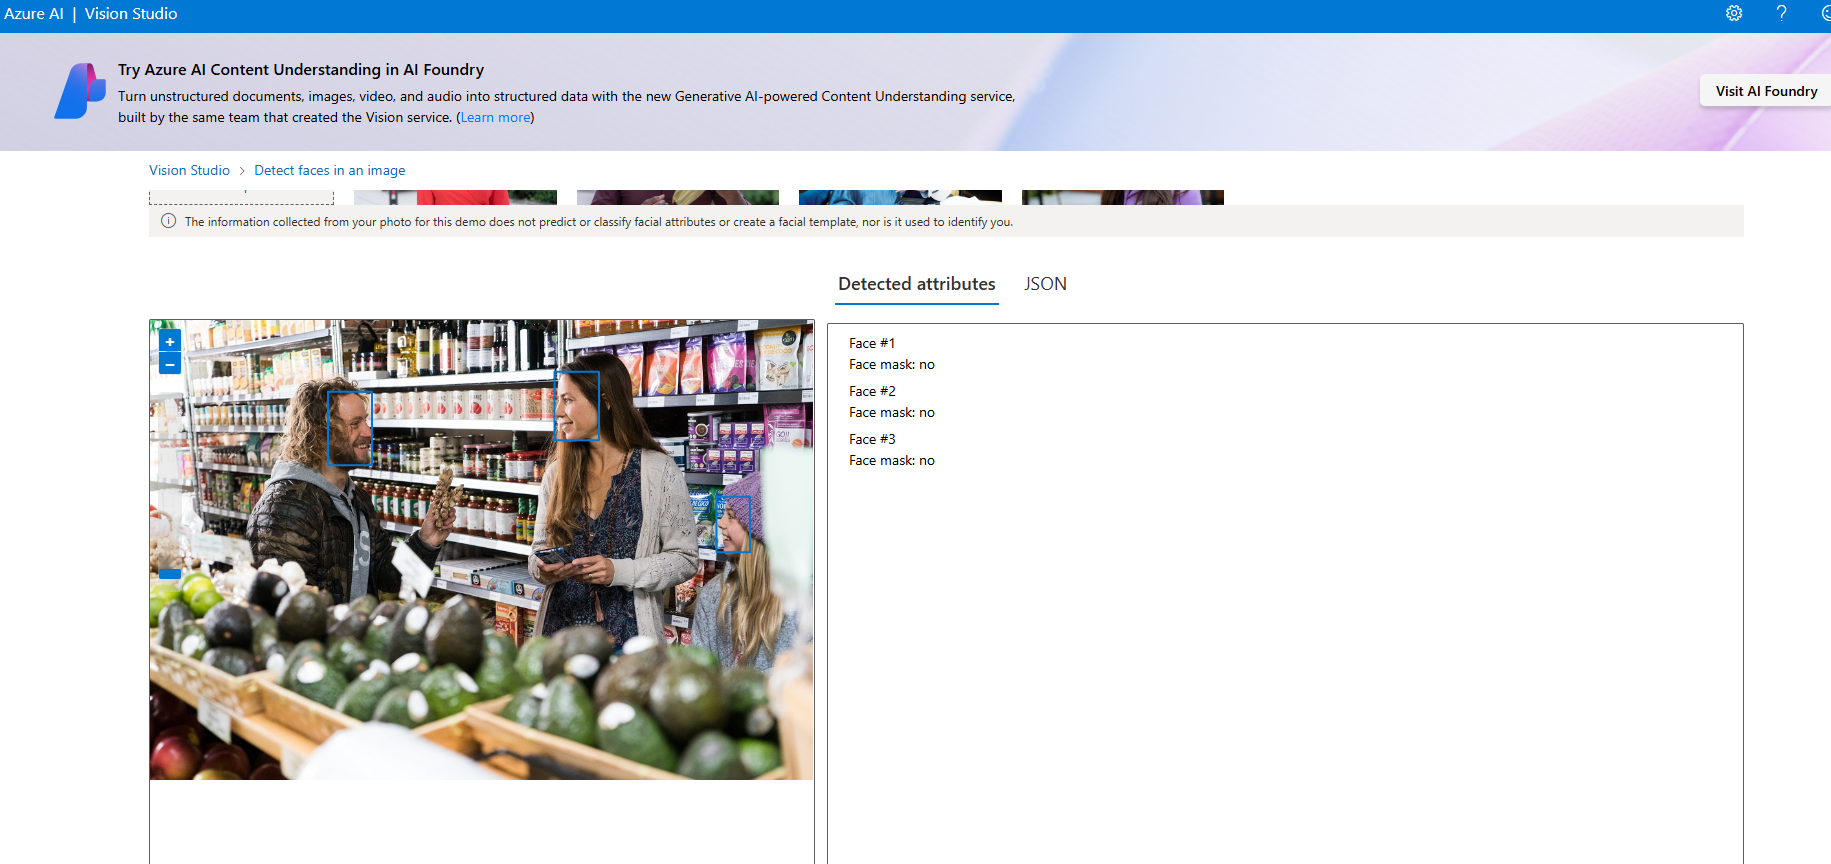 Azure AI | Vision Studio
Try Azure AI Content Understanding in AI Foundry
Turn unstructured documents, images, video, and audio into structured data with the new Generative AI-powered Content Understanding service,
built by the same team that created the Vision service. (Learn more)
Visit AI Foundry
Vision Studio > Detect faces in an image
The information collected from your photo for this demo does not predict or classify facial attributes or create a facial template, nor is it used to identify you.
Detected attributes JSON
+
−
Face #1
Face mask: no
Face #2
Face mask: no
Face #3
Face mask: no